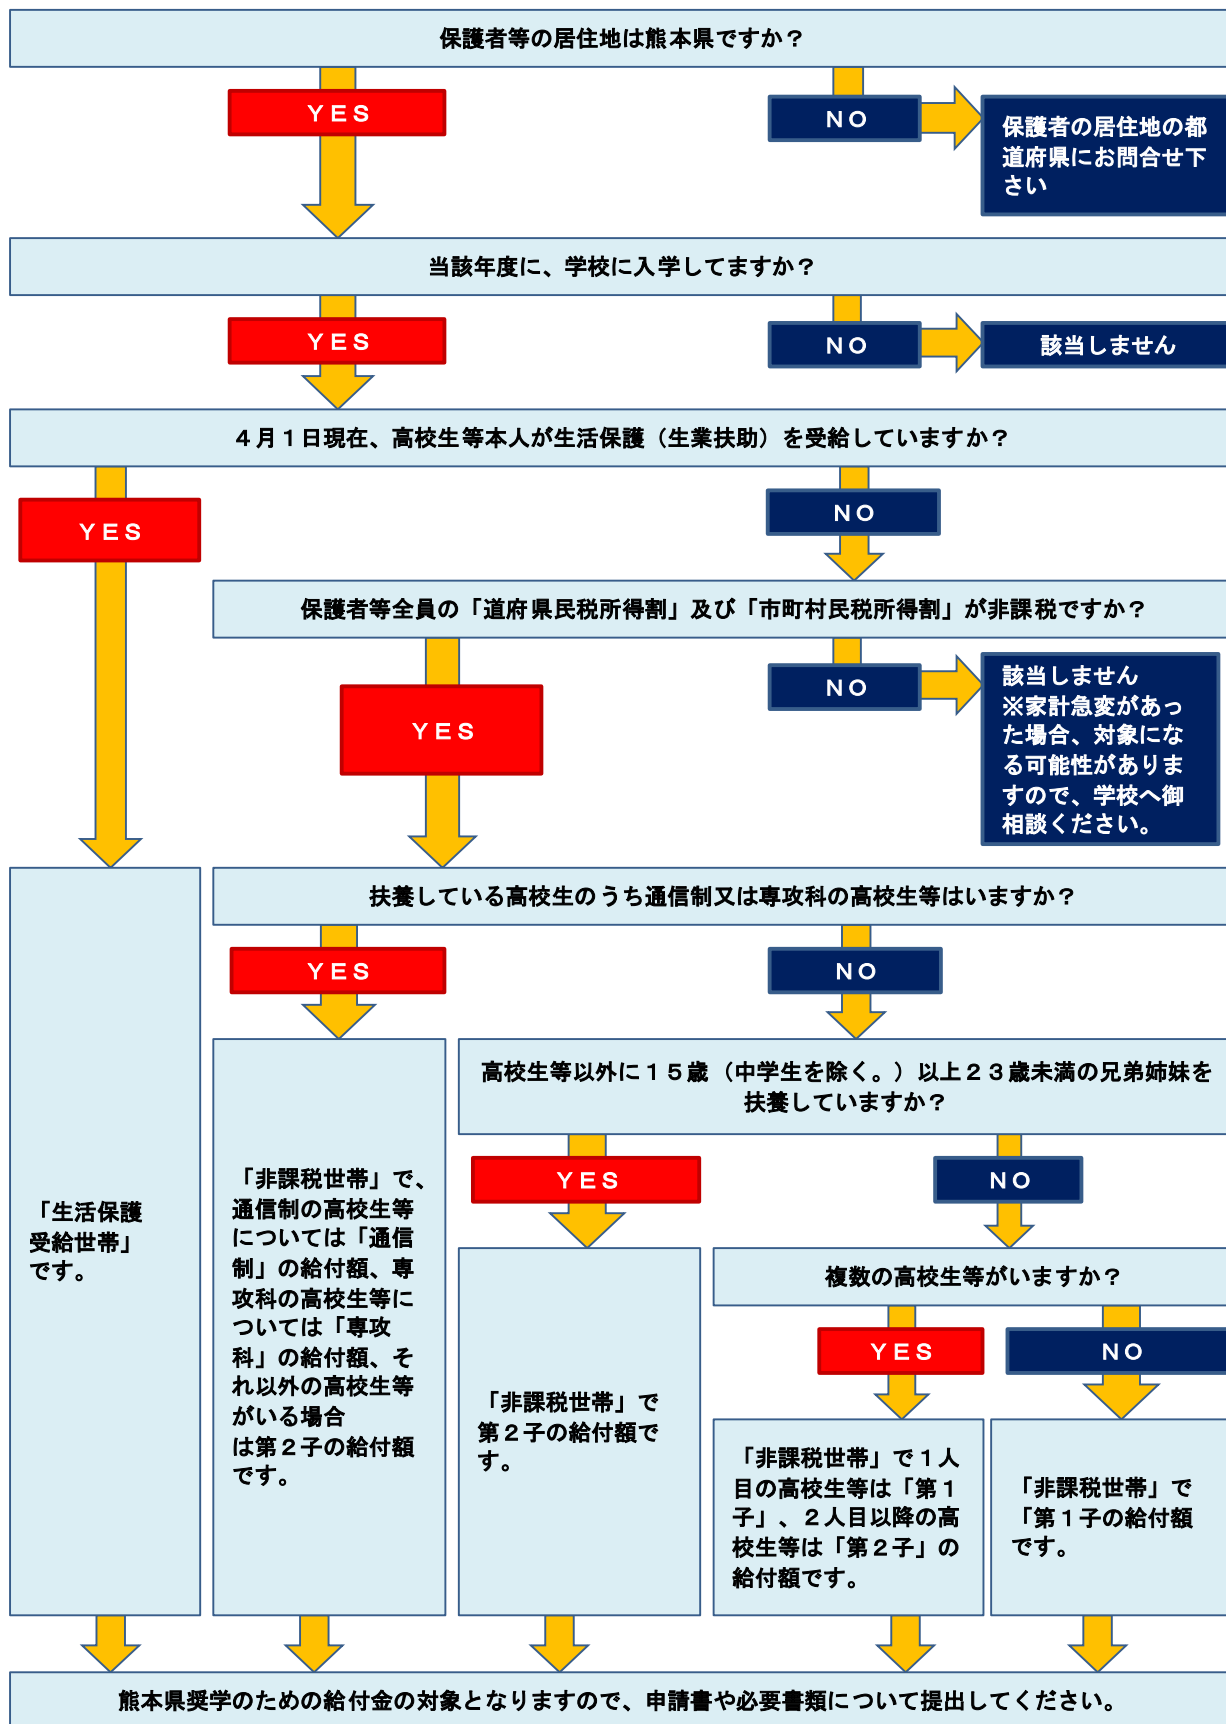 保護者等の居住地は熊本県ですか？
ＹＥＳ
ＮＯ
保護者の居住地の都
道府県にお問合せ下
さい
当該年度に、学校に入学してますか？
ＹＥＳ
ＮＯ
該当しません
４月１日現在、高校生等本人が生活保護（生業扶助）を受給していますか？
ＹＥＳ
ＮＯ
保護者等全員の「道府県民税所得割」及び「市町村民税所得割」が非課税ですか？
ＹＥＳ
ＮＯ
該当しません
※家計急変があっ
た場合、対象にな
る可能性がありま
すので、学校へ御
相談ください。
扶養している高校生のうち通信制又は専攻科の高校生等はいますか？
ＹＥＳ
ＮＯ
高校生等以外に１５歳（中学生を除く。）以上２３歳未満の兄弟姉妹を
扶養していますか？
ＹＥＳ
ＮＯ
「生活保護
受給世帯」
です。
「非課税世帯」で、
通信制の高校生等
については「通信
制」の給付額、専
攻科の高校生等に
ついては「専攻
科」の給付額、そ
れ以外の高校生等
がいる場合
は第２子の給付額
です。
「非課税世帯」で
第２子の給付額で
す。
複数の高校生等がいますか？
ＹＥＳ
ＮＯ
「非課税世帯」で１人
目の高校生等は「第１
子」、２人目以降の高
校生等は「第２子」の
給付額です。
「非課税世帯」で
「第１子の給付額
です。
熊本県奨学のための給付金の対象となりますので、申請書や必要書類について提出してください。